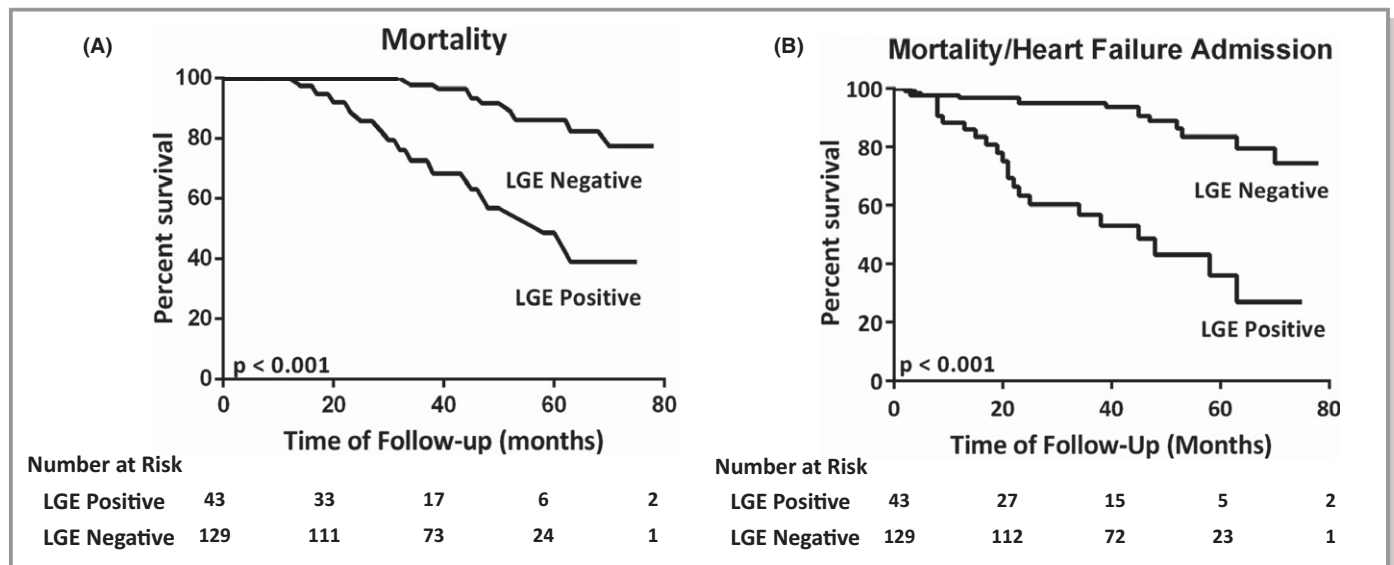 (A)
Mortality
Percent survival
100
80
60
40
20
0
LGE Negative
LGE Positive
p < 0.001
0 20 40 60 80
Time of Follow-up (months)
Number at Risk
LGE Positive 43 33 17 6 2
LGE Negative 129 111 73 24 1
(B)
Mortality/Heart Failure Admission
Percent survival
100
80
60
40
20
0
LGE Negative
LGE Positive
p < 0.001
0 20 40 60 80
Time of Follow-Up (Months)
Number at Risk
LGE Positive 43 27 15 5 2
LGE Negative 129 112 72 23 1